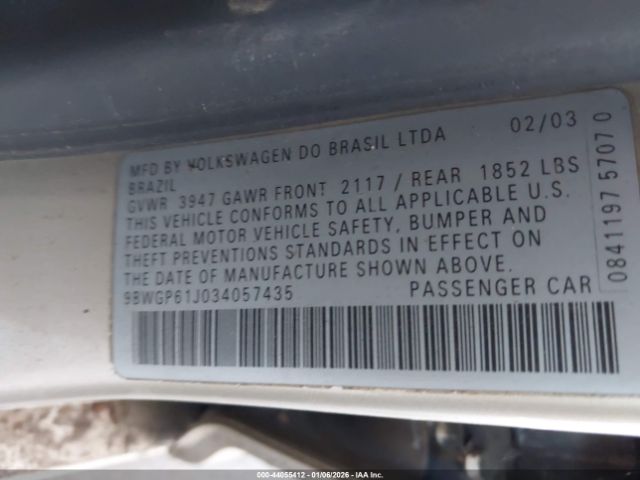 MFD BY VOLKSWAGEN DO BRASIL LTDA 02/03
BRAZIL
GVWR 3947 GAWR FRONT 2117 / REAR 1852 LBS
THIS VEHICLE CONFORMS TO ALL APPLICABLE U.S.
FEDERAL MOTOR VEHICLE SAFETY, BUMPER AND
THEFT PREVENTIONS STANDARDS IN EFFECT ON
THE DATE OF MANUFACTURE SHOWN ABOVE.
9BWGP61J034057435 PASSENGER CAR
0841197 5707 0
000-44055412 - 01/06/2026 - IAA Inc.